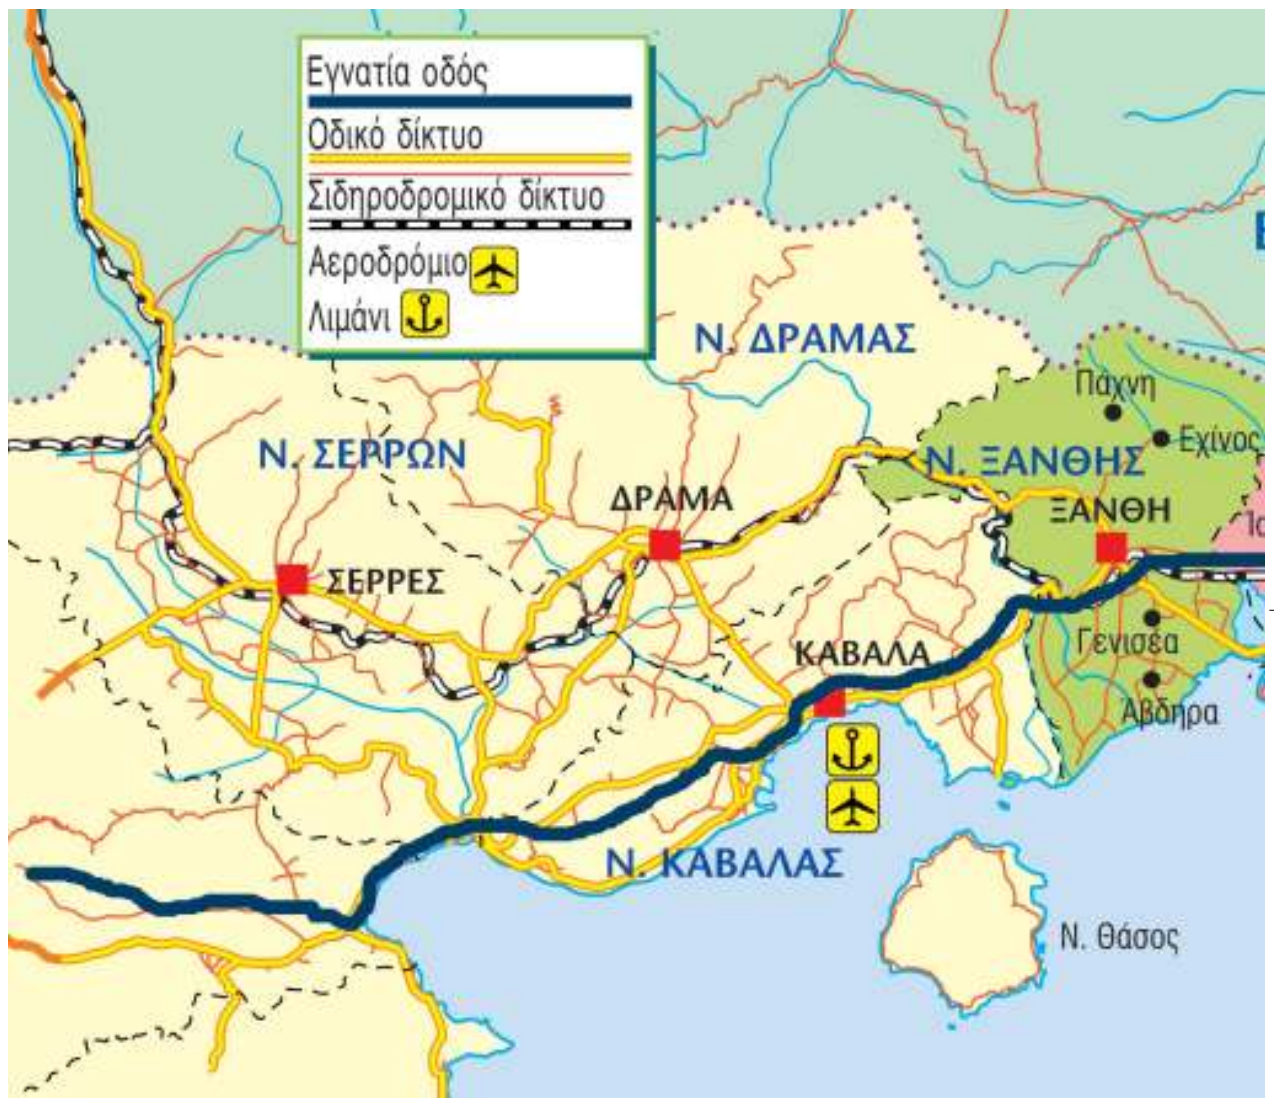 Εγνατία οδός
Οδικό δίκτυο
Σιδηροδρομικό δίκτυο
Αεροδρόμιο
Λιμάνι
Ν. ΔΡΑΜΑΣ
Πάχνη
Εχίνος
Ν. ΣΕΡΡΩΝ
Ν. ΞΑΝΘΗΣ
ΔΡΑΜΑ
ΞΑΝΘΗ
ΣΕΡΡΕΣ
Γενισέα
ΚΑΒΑΛΑ
Άβδηρα
Ν. ΚΑΒΑΛΑΣ
Ν. Θάσος